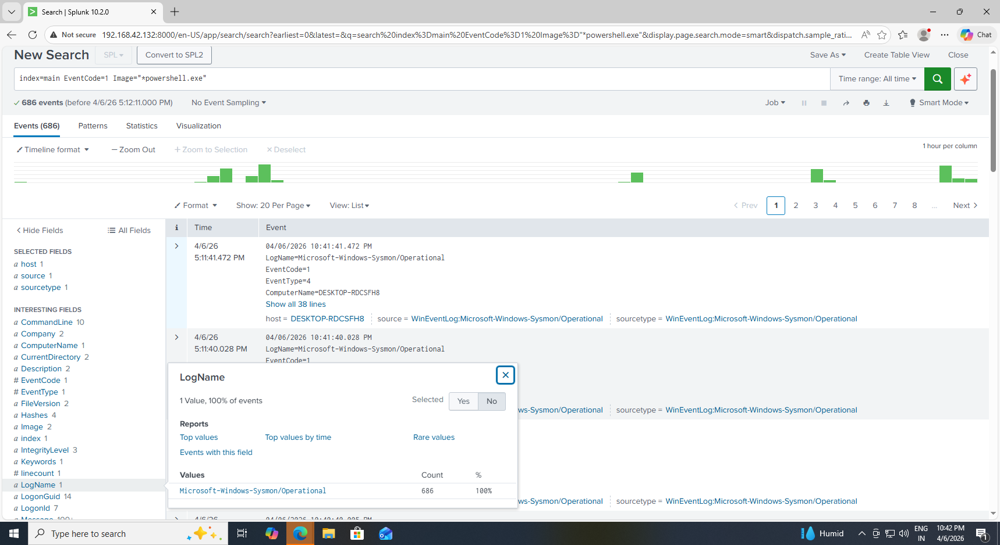 Search | Splunk 10.2.0
Not secure 192.168.42.132:8000/en-US/app/search/search?earliest=0&latest=&q=search%20index%3Dmain%20EventCode%3D1%20Image%3D"*powershell.exe"&display.page.search.mode=smart&dispatch.sample_rati... Chat
New Search SPL Convert to SPL2 Save As Create Table View Close
index=main EventCode=1 Image="*powershell.exe" Time range: All time
686 events (before 4/6/26 5:12:11.000 PM) No Event Sampling Job Smart Mode
Events (686) Patterns Statistics Visualization
Timeline format — Zoom Out + Zoom to Selection × Deselect 1 hour per column
Format Show: 20 Per Page View: List < Prev 1 2 3 4 5 6 7 8 ... Next >
< Hide Fields All Fields
SELECTED FIELDS
a host 1
a source 1
a sourcetype 1
INTERESTING FIELDS
a CommandLine 10
a Company 2
a ComputerName 1
a CurrentDirectory 2
a Description 2
# EventCode 1
# EventType 1
a FileVersion 2
a Hashes 4
a Image 2
a index 1
a IntegrityLevel 3
a Keywords 1
# linecount 1
a LogName 1
a LogonGuid 14
a LogonId 7
a Message 100+
i Time Event
4/6/26
5:11:41.472 PM
04/06/2026 10:41:41.472 PM
LogName=Microsoft-Windows-Sysmon/Operational
EventCode=1
EventType=4
ComputerName=DESKTOP-RDCSFH8
Show all 38 lines
host = DESKTOP-RDCSFH8 source = WinEventLog:Microsoft-Windows-Sysmon/Operational sourcetype = WinEventLog:Microsoft-Windows-Sysmon/Operational
4/6/26
5:11:40.028 PM
04/06/2026 10:41:40.028 PM
LogName=Microsoft-Windows-Sysmon/Operational
EventCode=1
ws-Sysmon/Operational sourcetype = WinEventLog:Microsoft-Windows-Sysmon/Operational
ws-Sysmon/Operational sourcetype = WinEventLog:Microsoft-Windows-Sysmon/Operational
4/6/26 04/06/2026 10:40:40.005 PM
LogName
1 Value, 100% of events Selected Yes No
Reports
Top values Top values by time Rare values
Events with this field
Values Count %
Microsoft-Windows-Sysmon/Operational 686 100%
Type here to search
Humid
ENG
IN
10:42 PM
4/6/2026
1